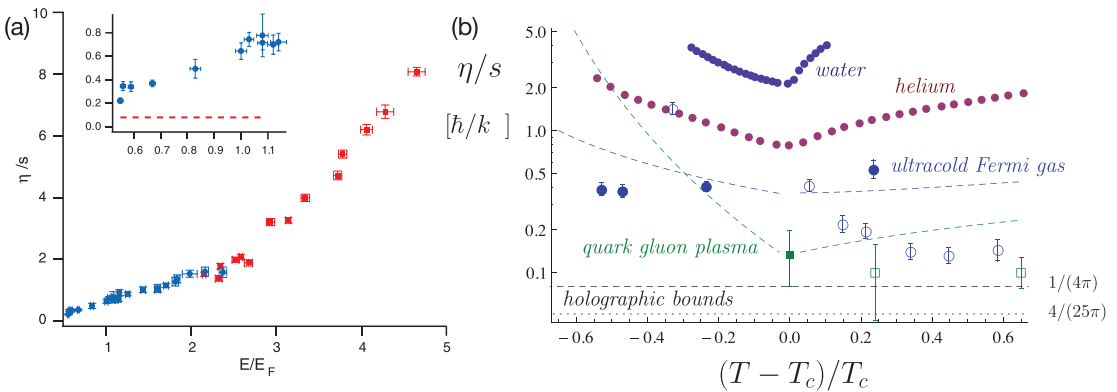 (a)
10
8
6
4
2
0
η /s
0.8
0.6
0.4
0.2
0.0
0.6 0.7 0.8 0.9 1.0 1.1
1 2 3 4 5
E/E_F
(b)
η/s
[ħ/k ]
5.0
2.0
1.0
0.5
0.2
0.1
water
helium
ultracold Fermi gas
quark gluon plasma
holographic bounds
1/(4π)
4/(25π)
−0.6 −0.4 −0.2 0.0 0.2 0.4 0.6
(T − T_c)/T_c